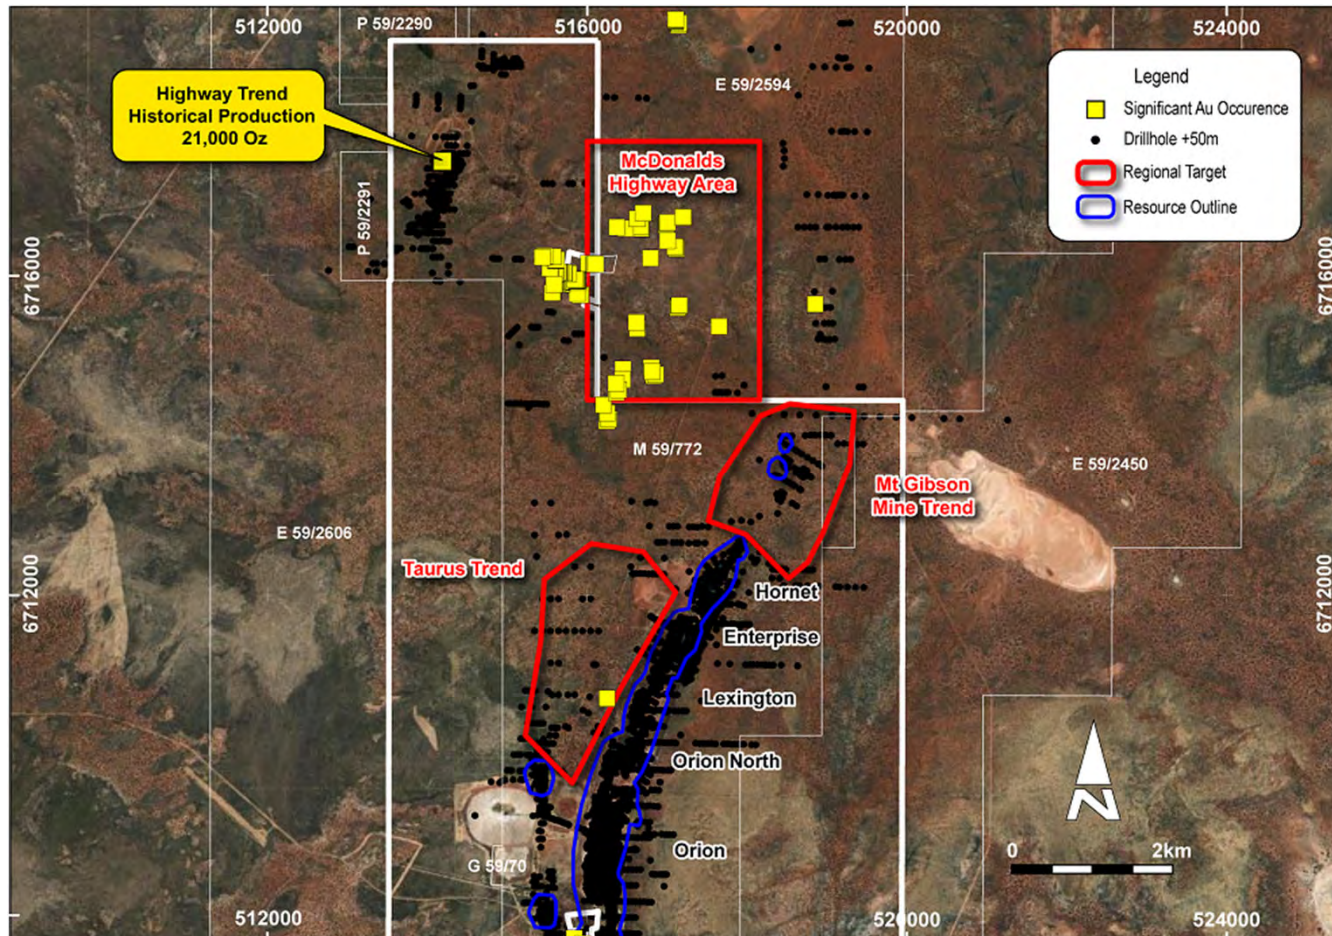 512000
P 59/2290
516000
520000
524000
Highway Trend
Historical Production
21,000 Oz
E 59/2594
Legend
Significant Au Occurence
Drillhole +50m
Regional Target
Resource Outline
McDonalds
Highway Area
P 59/2291
6716000
6716000
M 59/772
E 59/2450
Mt Gibson
Mine Trend
E 59/2606
Taurus Trend
6712000
6712000
Hornet
Enterprise
Lexington
Orion North
Orion
G 59/70
N
0
2km
512000
520000
524000